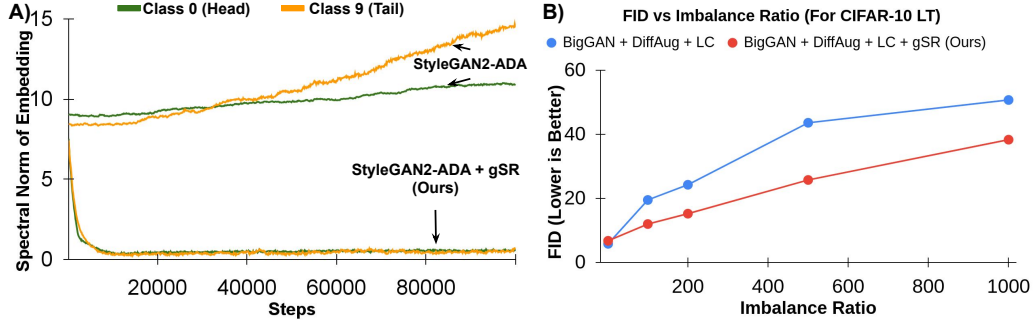 A)
Class 0 (Head)
Class 9 (Tail)
Spectral Norm of Embedding
15
10
5
0
StyleGAN2-ADA
StyleGAN2-ADA + gSR
(Ours)
20000
40000
60000
80000
Steps
B)
FID vs Imbalance Ratio (For CIFAR-10 LT)
BigGAN + DiffAug + LC
BigGAN + DiffAug + LC + gSR (Ours)
FID (Lower is Better)
60
40
20
0
200
400
600
800
1000
Imbalance Ratio